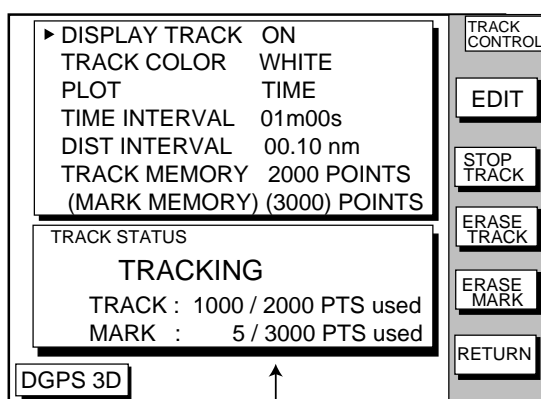 DISPLAY TRACK ON
TRACK COLOR WHITE
PLOT TIME
TIME INTERVAL 01m00s
DIST INTERVAL 00.10 nm
TRACK MEMORY 2000 POINTS
(MARK MEMORY) (3000) POINTS
TRACK STATUS
TRACKING
TRACK : 1000 / 2000 PTS used
MARK : 5 / 3000 PTS used
DGPS 3D
TRACK
CONTROL
EDIT
STOP
TRACK
ERASE
TRACK
ERASE
MARK
RETURN